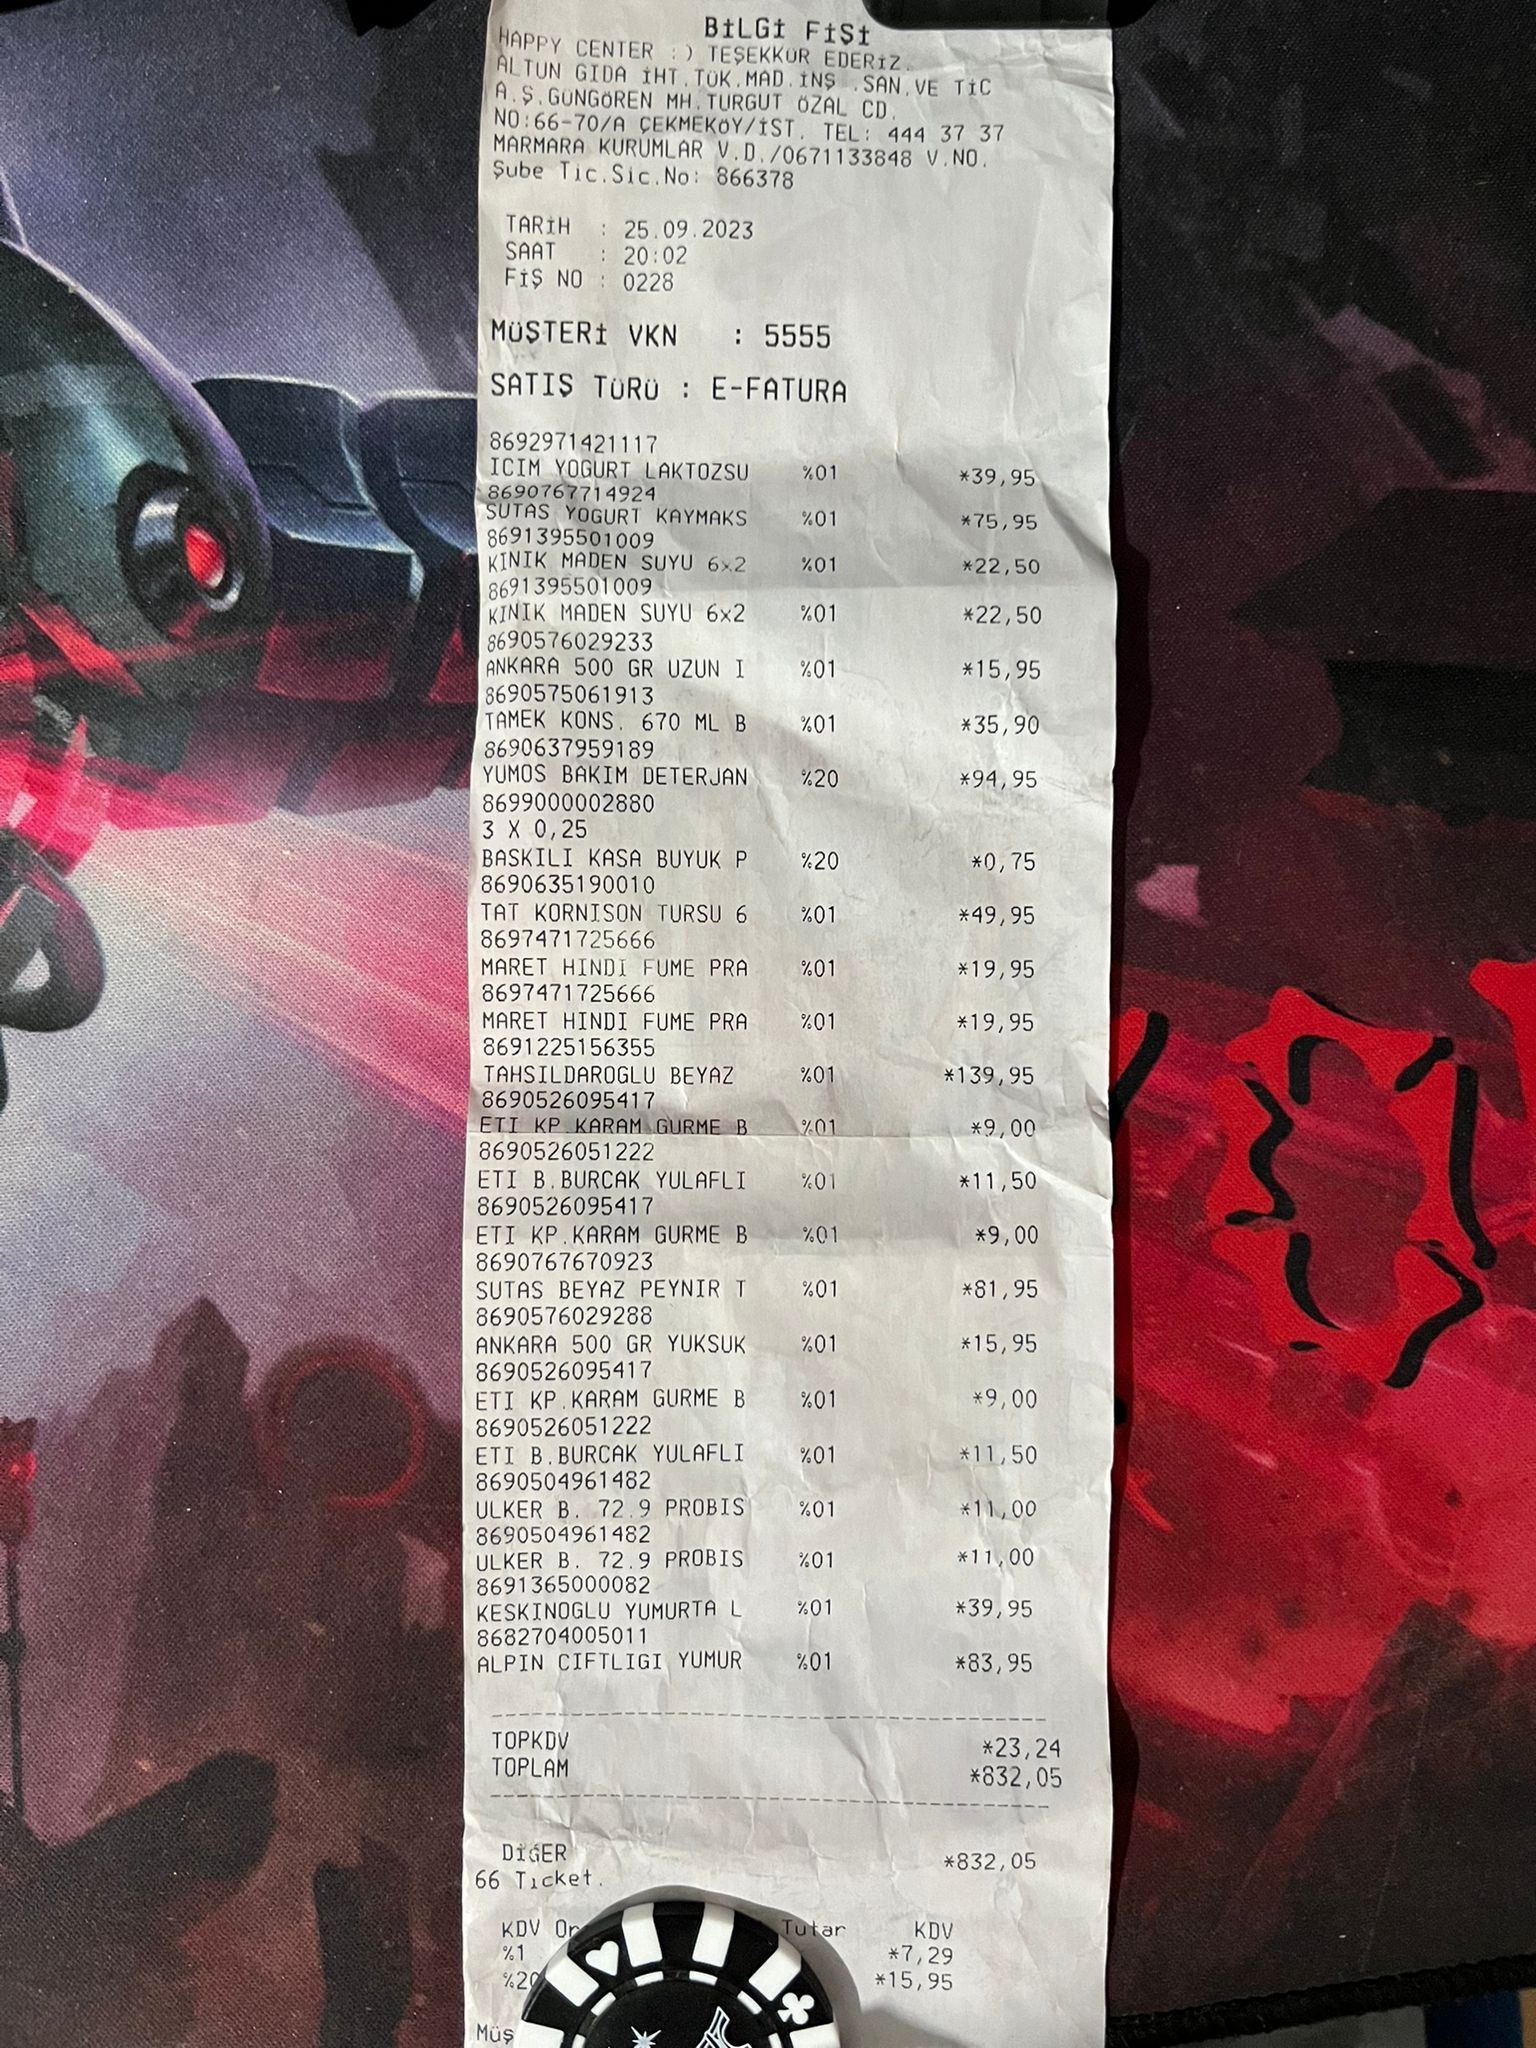 BİLGİ FİŞİ
HAPPY CENTER :) TEŞEKKÜR EDERİZ.
ALTUN GIDA İHT.TÜK.MAD.İNŞ .SAN.VE TİC
A.Ş.GÜNGÖREN MH.TURGUT ÖZAL CD.
NO:66-70/A ÇEKMEKÖY/İST. TEL: 444 37 37
MARMARA KURUMLAR V.D./0671133848 V.NO.
Şube Tic.Sic.No: 866378
TARİH : 25.09.2023
SAAT : 20:02
FİŞ NO : 0228
MÜŞTERİ VKN : 5555
SATIŞ TÜRÜ : E-FATURA
8692971421117
ICIM YOGURT LAKTOZSU %01 *39,95
8690767714924
SUTAS YOGURT KAYMAKS %01 *75,95
8691395501009
KINIK MADEN SUYU 6x2 %01 *22,50
8691395501009
KINIK MADEN SUYU 6x2 %01 *22,50
8690576029233
ANKARA 500 GR UZUN I %01 *15,95
8690575061913
TAMEK KONS. 670 ML B %01 *35,90
8690637959189
YUMOS BAKIM DETERJAN %20 *94,95
8699000002880
3 X 0,25
BASKILI KASA BUYUK P %20 *0,75
8690635190010
TAT KORNISON TURSU 6 %01 *49,95
8697471725666
MARET HINDI FUME PRA %01 *19,95
8697471725666
MARET HINDI FUME PRA %01 *19,95
8691225156355
TAHSILDAROGLU BEYAZ %01 *139,95
8690526095417
ETI KP.KARAM GURME B %01 *9,00
8690526051222
ETI B.BURCAK YULAFLI %01 *11,50
8690526095417
ETI KP.KARAM GURME B %01 *9,00
8690767670923
SUTAS BEYAZ PEYNIR T %01 *81,95
8690576029288
ANKARA 500 GR YUKSUK %01 *15,95
8690526095417
ETI KP.KARAM GURME B %01 *9,00
8690526051222
ETI B.BURCAK YULAFLI %01 *11,50
8690504961482
ULKER B. 72.9 PROBIS %01 *11,00
8690504961482
ULKER B. 72.9 PROBIS %01 *11,00
8691365000082
KESKINOGLU YUMURTA L %01 *39,95
8682704005011
ALPIN CIFTLIGI YUMUR %01 *83,95
TOPKDV *23,24
TOPLAM *832,05
DİĞER *832,05
66 Ticket.
KDV Or Tutar KDV
%1 *7,29
%20 *15,95
Müş